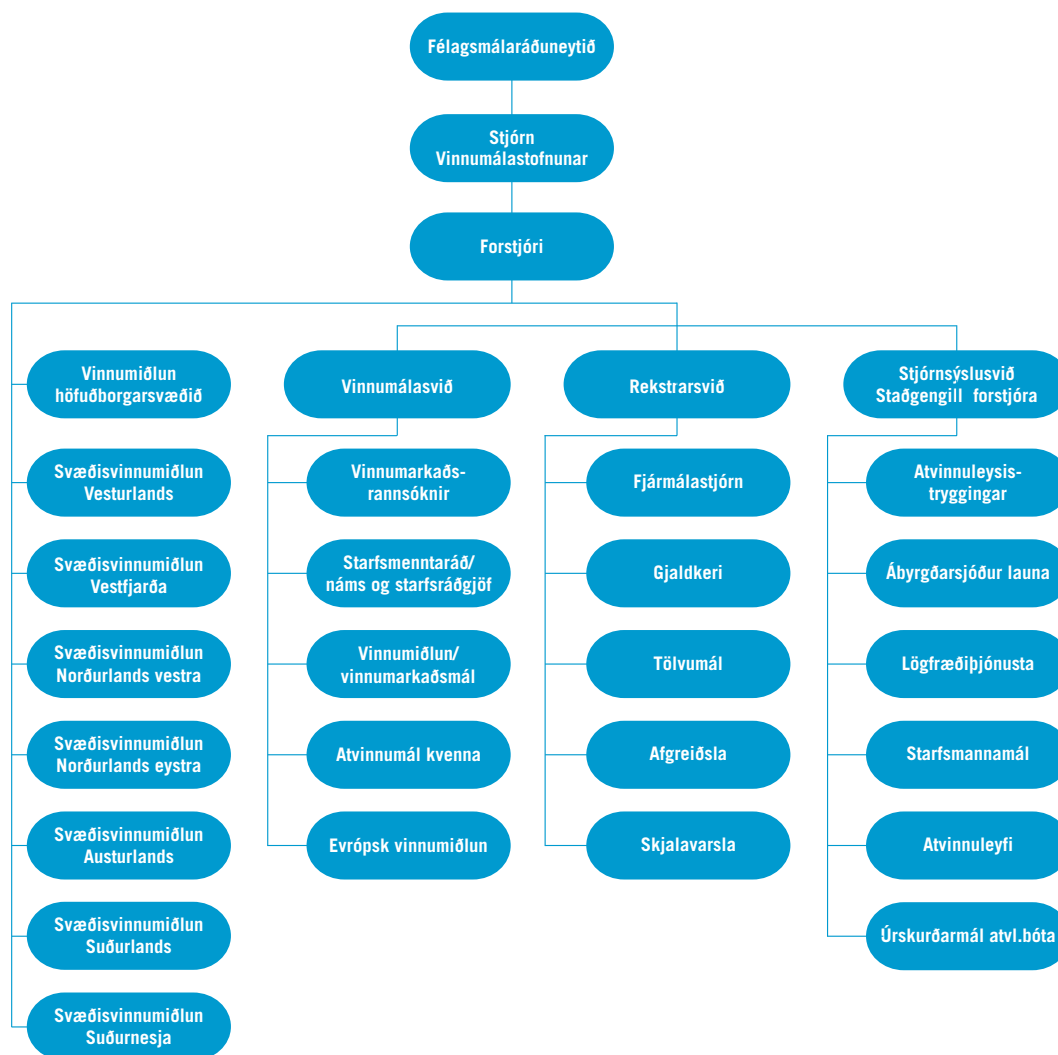 Félagsmálaráðuneytið
Stjórn
Vinnumálastofnunar
Forstjóri
Vinnumiðlun
höfuðborgarsvæðið
Svæðisvinnumiðlun
Vesturlands
Svæðisvinnumiðlun
Vestfjarða
Svæðisvinnumiðlun
Norðurlands vestra
Svæðisvinnumiðlun
Norðurlands eystra
Svæðisvinnumiðlun
Austurlands
Svæðisvinnumiðlun
Suðurlands
Svæðisvinnumiðlun
Suðurnesja
Vinnumálasvið
Vinnumarkaðs-
rannsóknir
Starfsmenntaráð/
náms og starfsráðgjöf
Vinnumiðlun/
vinnumarkaðsmál
Atvinnumál kvenna
Evrópsk vinnumiðlun
Rekstrarsvið
Fjármálastjórn
Gjaldkeri
Tölvumál
Afgreiðsla
Skjalavarsla
Stjórnsýslusvið
Staðgengill forstjóra
Atvinnuleysis-
tryggingar
Ábyrgðarsjóður launa
Lögfræðiþjónusta
Starfsmannamál
Atvinnuleyfi
Úrskurðarmál atvl.bóta